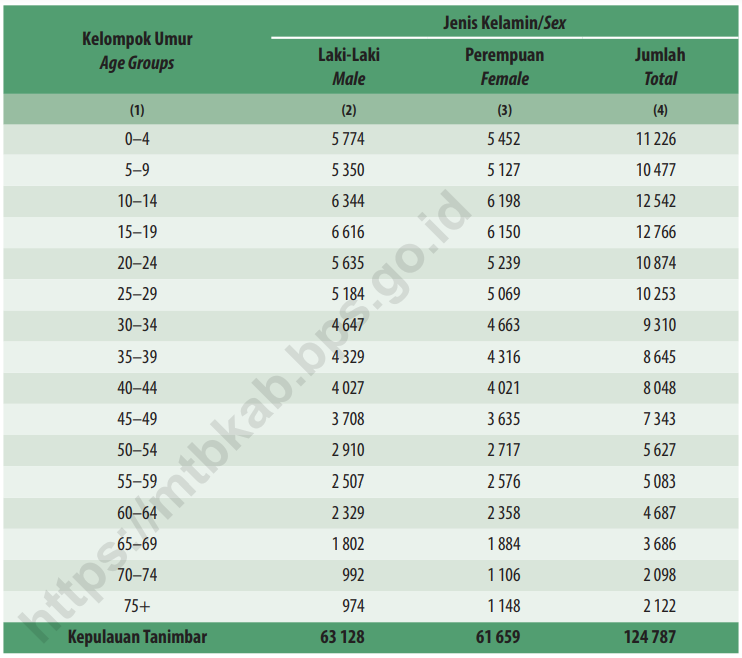 Kelompok Umur
Age Groups
Jenis Kelamin/Sex
Laki-Laki
Male
Perempuan
Female
Jumlah
Total
(1) (2) (3) (4)
0–4 5 774 5 452 11 226
5–9 5 350 5 127 10 477
10–14 6 344 6 198 12 542
15–19 6 616 6 150 12 766
20–24 5 635 5 239 10 874
25–29 5 184 5 069 10 253
30–34 4 647 4 663 9 310
35–39 4 329 4 316 8 645
40–44 4 027 4 021 8 048
45–49 3 708 3 635 7 343
50–54 2 910 2 717 5 627
55–59 2 507 2 576 5 083
60–64 2 329 2 358 4 687
65–69 1 802 1 884 3 686
70–74 992 1 106 2 098
75+ 974 1 148 2 122
Kepulauan Tanimbar 63 128 61 659 124 787
https://mtbkab.bps.go.id